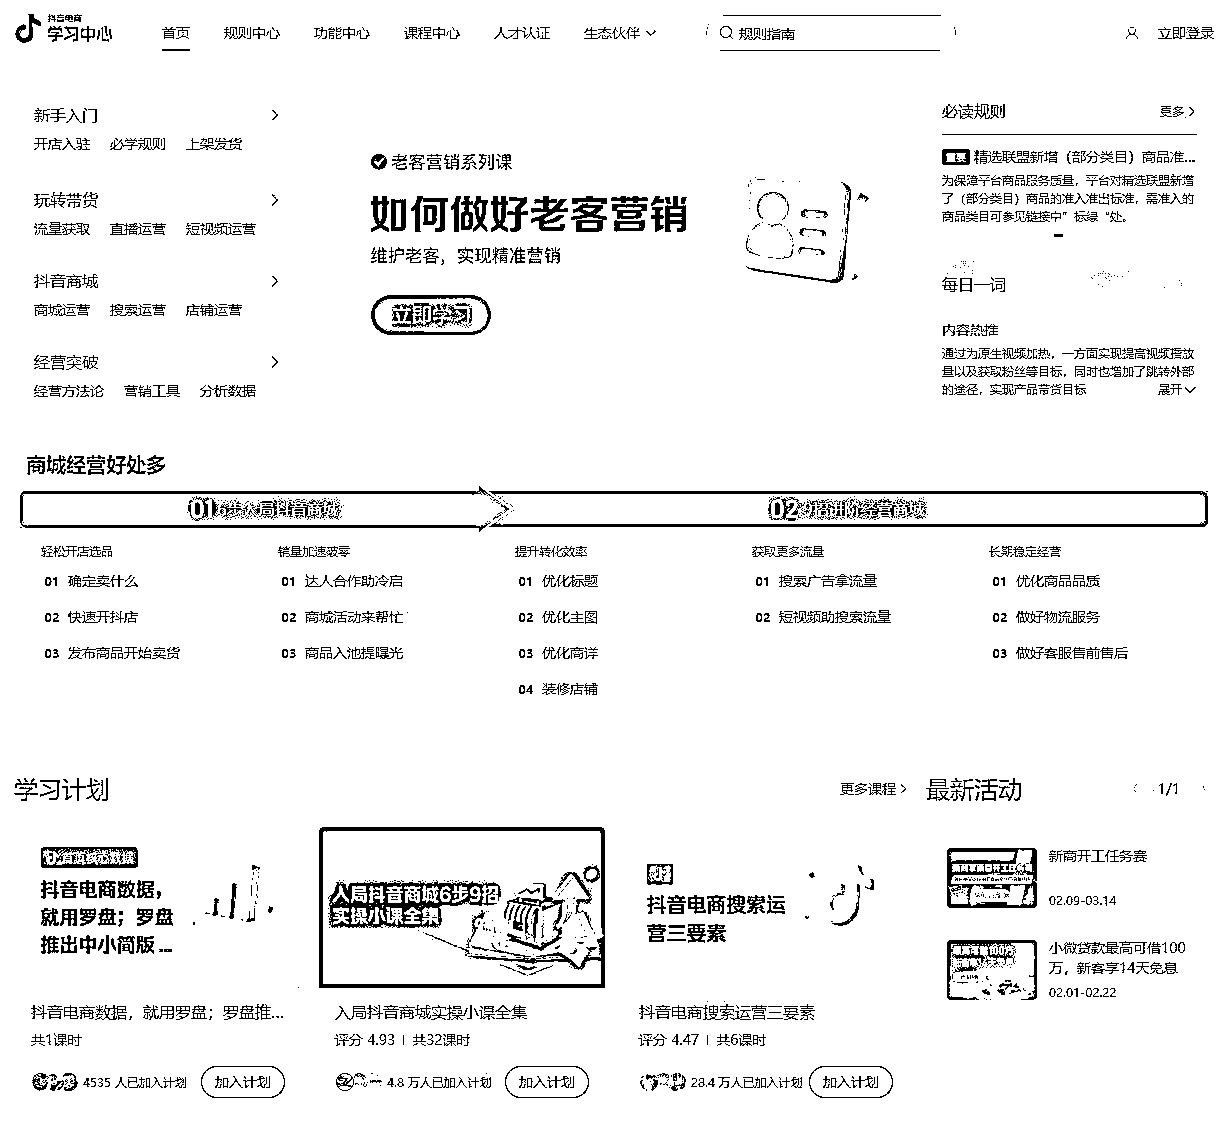 抖音电商
学习中心
首页 规则中心 功能中心 课程中心 人才认证 生态伙伴
规则指南
立即登录
新手入门
开店入驻 必学规则 上架发货
玩转带货
流量获取 直播运营 短视频运营
抖音商城
商城运营 搜索运营 店铺运营
经营突破
经营方法论 营销工具 分析数据
老客营销系列课
如何做好老客营销
维护老客，实现精准营销
立即学习
必读规则 更多
重要 精选联盟新增（部分类目）商品准...
为保障平台商品服务质量，平台对精选联盟新增
了（部分类目）商品的准入准出标准，需准入的
商品类目可参见链接中”标绿“处。
每日一词
内容热推
通过为原生视频加热，一方面实现提高视频播放
量以及获取粉丝等目标，同时也增加了跳转外部
的途径，实现产品带货目标 展开
商城经营好处多
01 6步入局抖音商城 02 9招进阶经营商城
轻松开店选品
01 确定卖什么
02 快速开抖店
03 发布商品开始卖货
销量加速破零
01 达人合作助冷启
02 商城活动来帮忙
03 商品入池提曝光
提升转化效率
01 优化标题
02 优化主图
03 优化商详
04 装修店铺
获取更多流量
01 搜索广告拿流量
02 短视频助搜索流量
长期稳定经营
01 优化商品品质
02 做好物流服务
03 做好客服售前售后
学习计划 更多课程
抖音电商数据，
就用罗盘；罗盘
推出中小简版 ...
抖音电商数据，就用罗盘；罗盘推...
共1课时
4535 人已加入计划 加入计划
入局抖音商城6步9招
实操小课全集
入局抖音商城实操小课全集
评分 4.93 | 共32课时
4.8 万人已加入计划 加入计划
抖音电商搜索运
营三要素
抖音电商搜索运营三要素
评分 4.47 | 共6课时
28.4 万人已加入计划 加入计划
最新活动 1/1
新商开工任务赛
02.09-03.14
小微贷款最高可借100
万，新客享14天免息
02.01-02.22